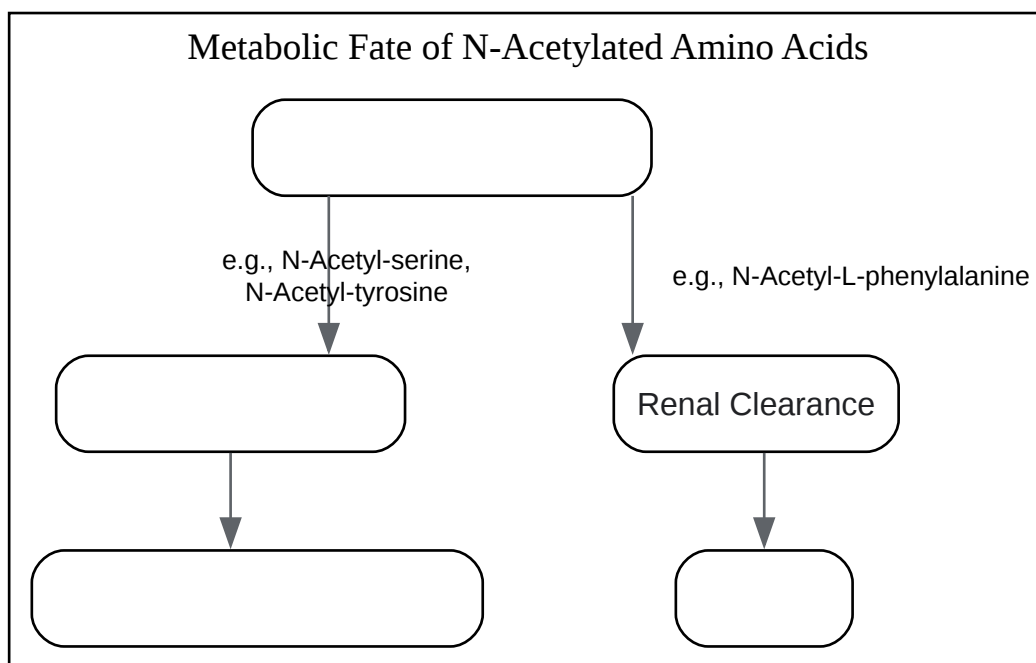 Metabolic Fate of N-Acetylated Amino Acids
e.g., N-Acetyl-serine,
N-Acetyl-tyrosine
e.g., N-Acetyl-L-phenylalanine
Renal Clearance